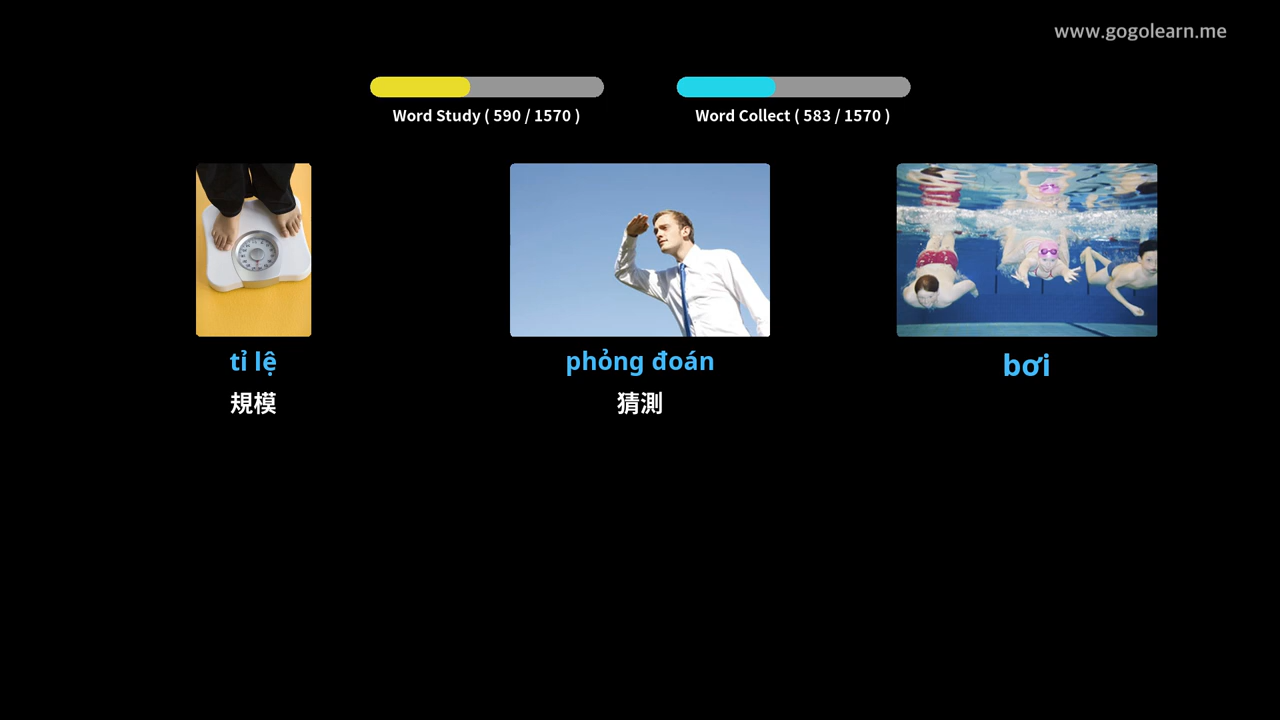 www.gogolearn.me
Word Study ( 590 / 1570 )
Word Collect ( 583 / 1570 )
tỉ lệ
規模
phỏng đoán
猜測
bơi